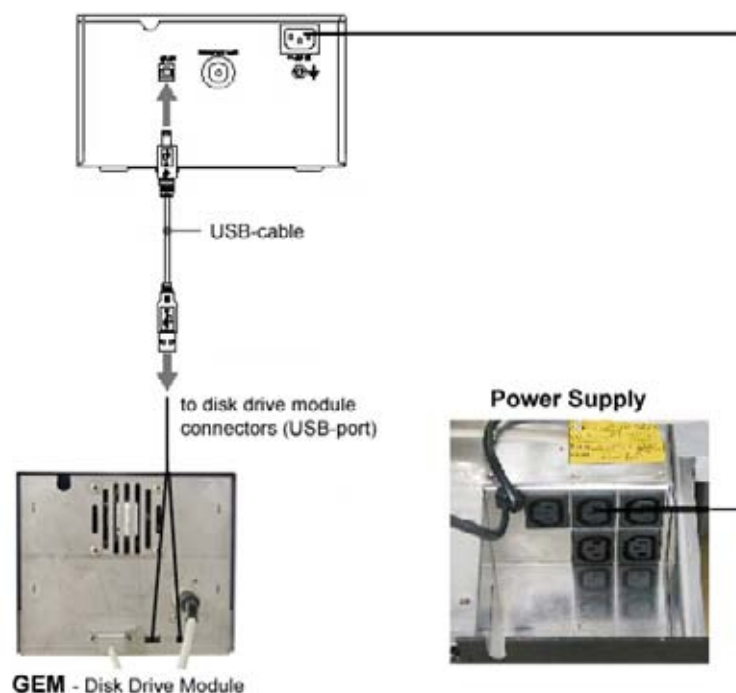 USB-cable
to disk drive module
connectors (USB-port)
Power Supply
GEM - Disk Drive Module